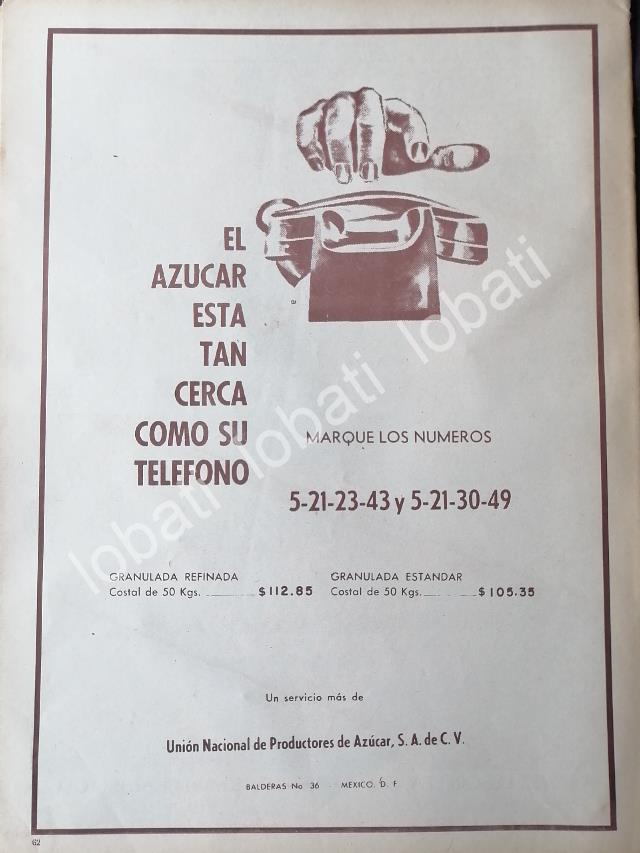 EL
AZUCAR
ESTA
TAN
CERCA
COMO SU
TELEFONO
MARQUE LOS NUMEROS
5-21-23-43 y 5-21-30-49
GRANULADA REFINADA
Costal de 50 Kgs. $112.85
GRANULADA ESTANDAR
Costal de 50 Kgs. $105.35
Un servicio más de
Unión Nacional de Productores de Azúcar, S. A. de C. V.
BALDERAS No 36 - MEXICO, D. F
62
lobati lobati lobati lobati